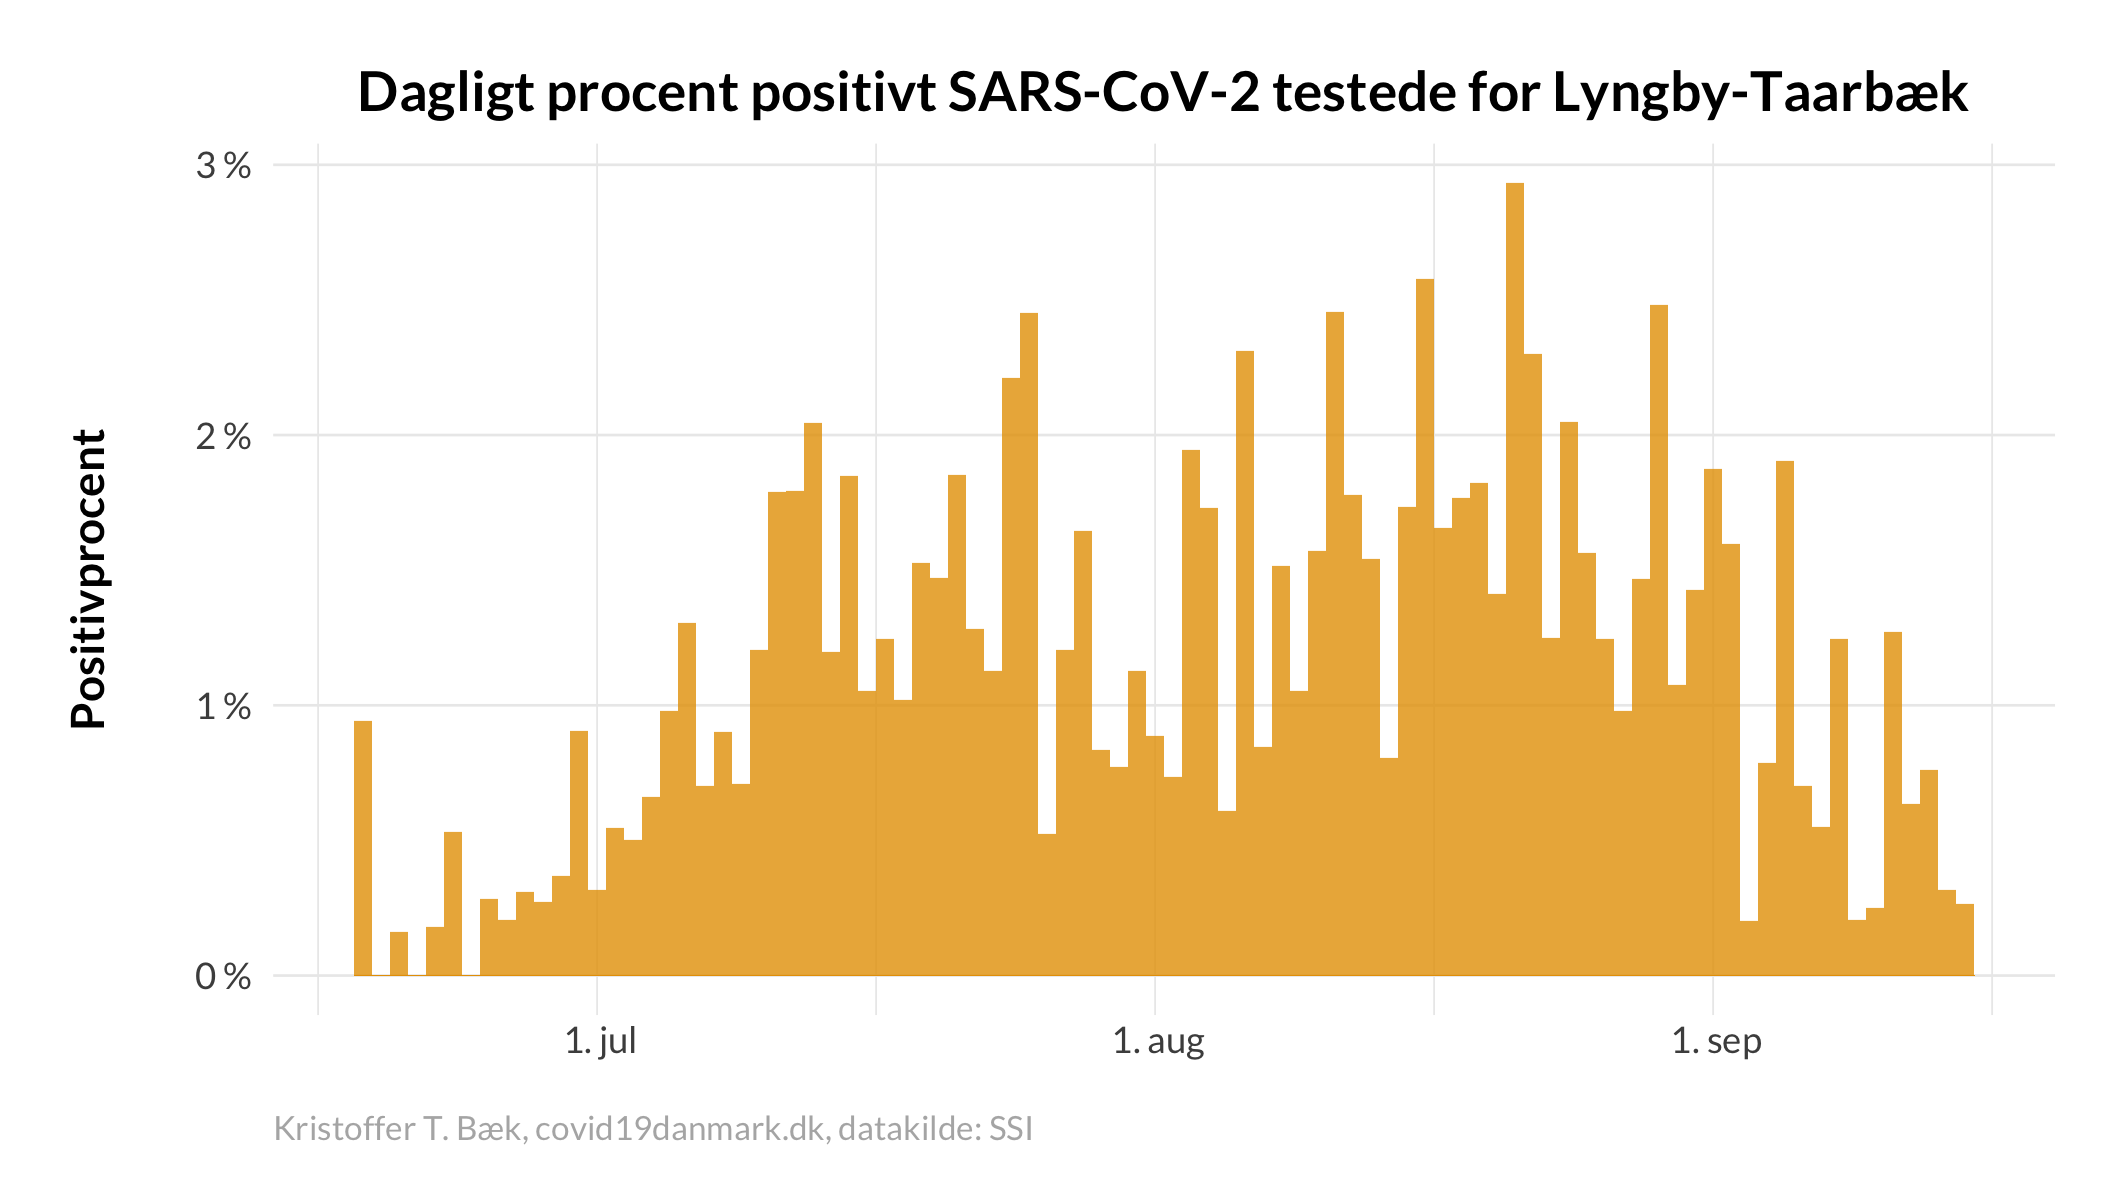 Dagligt procent positivt SARS-CoV-2 testede for Lyngby-Taarbæk
Positivprocent
3 %
2 %
1 %
0 %
1. jul
1. aug
1. sep
Kristoffer T. Bæk, covid19danmark.dk, datakilde: SSI